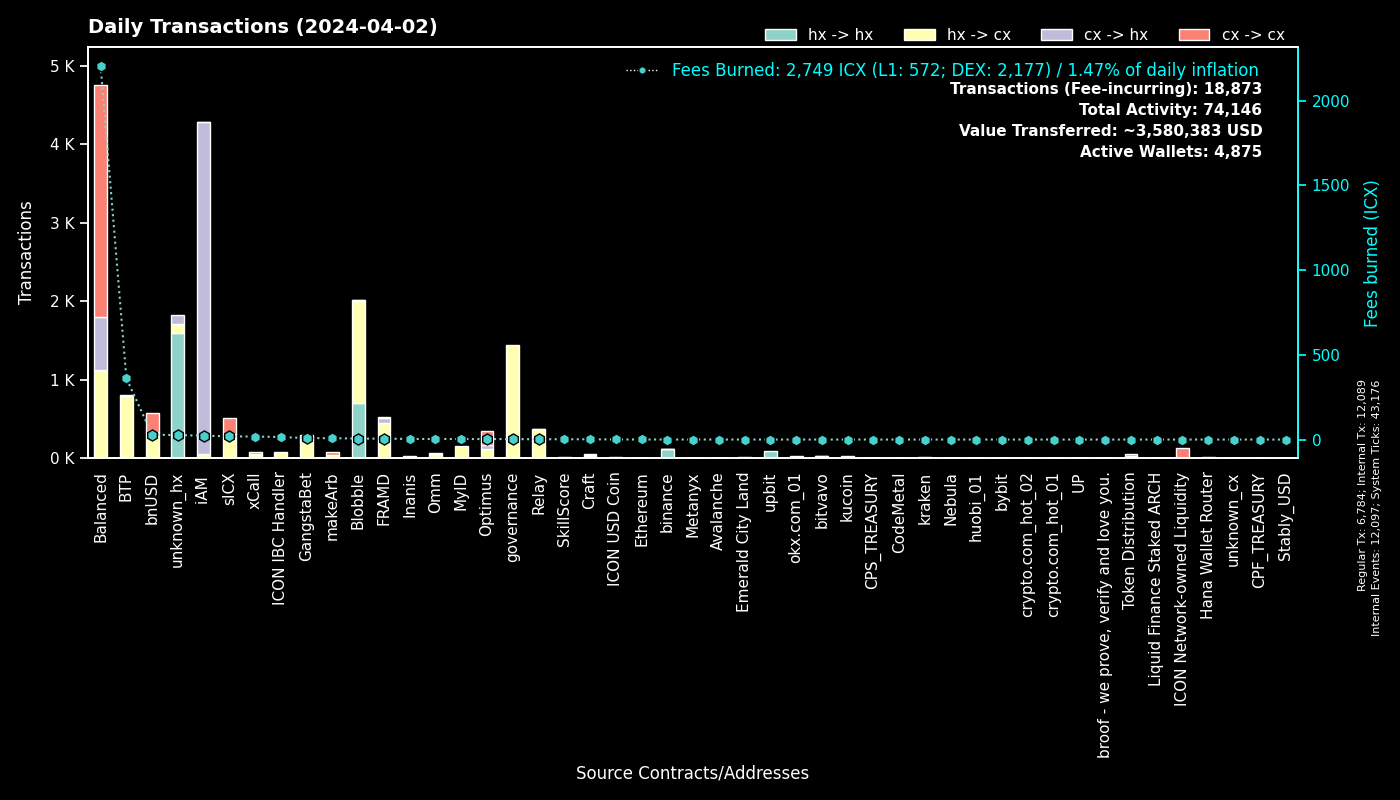 Daily Transactions (2024-04-02)
hx -> hx
hx -> cx
cx -> hx
cx -> cx
Fees Burned: 2,749 ICX (L1: 572; DEX: 2,177) / 1.47% of daily inflation
Transactions (Fee-incurring): 18,873
Total Activity: 74,146
Value Transferred: ~3,580,383 USD
Active Wallets: 4,875
Transactions
5 K
4 K
3 K
2 K
1 K
0 K
Fees burned (ICX)
2000
1500
1000
500
0
Regular Tx: 6,784; Internal Tx: 12,089
Internal Events: 12,097; System Ticks: 43,176
Balanced
BTP
bnUSD
unknown_hx
iAM
sICX
xCall
ICON IBC Handler
GangstaBet
makeArb
Blobble
FRAMD
Inanis
Omm
MyID
Optimus
governance
Relay
SkillScore
Craft
ICON USD Coin
Ethereum
binance
Metanyx
Avalanche
Emerald City Land
upbit
okx.com_01
bitvavo
kucoin
CPS_TREASURY
CodeMetal
kraken
Nebula
huobi_01
bybit
crypto.com_hot_02
crypto.com_hot_01
UP
broof - we prove, verify and love you.
Token Distribution
Liquid Finance Staked ARCH
ICON Network-owned Liquidity
Hana Wallet Router
unknown_cx
CPF_TREASURY
Stably_USD
Source Contracts/Addresses